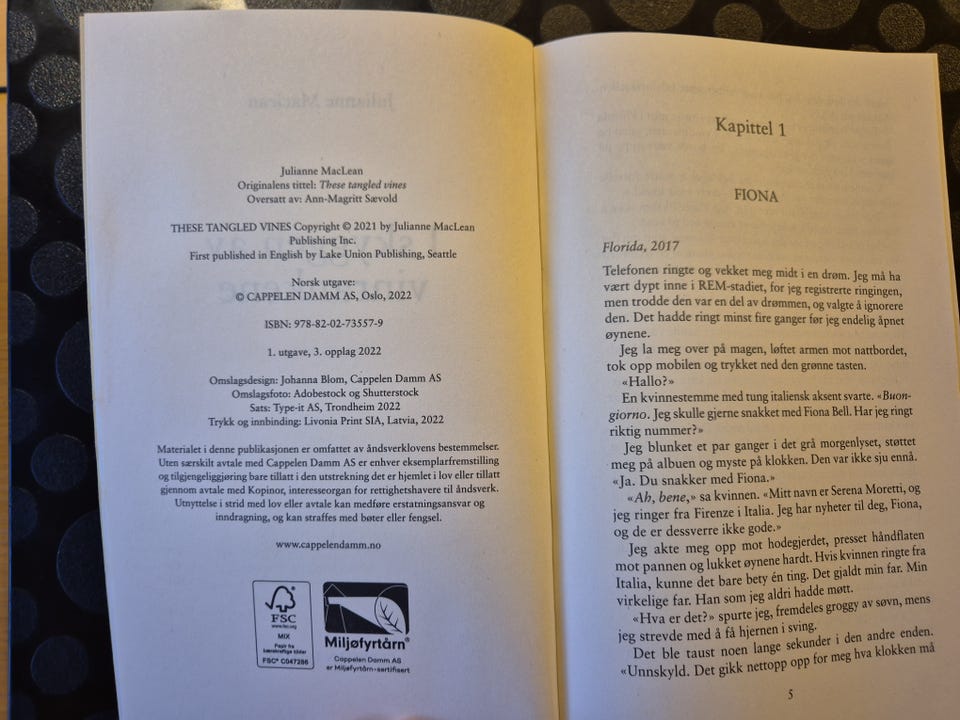 Julianne MacLean
Originalens tittel: These tangled vines
Oversatt av: Ann-Magritt Sævold
THESE TANGLED VINES Copyright © 2021 by Julianne MacLean
Publishing Inc.
First published in English by Lake Union Publishing, Seattle
Norsk utgave:
© CAPPELEN DAMM AS, Oslo, 2022
ISBN: 978-82-02-73557-9
1. utgave, 3. opplag 2022
Omslagsdesign: Johanna Blom, Cappelen Damm AS
Omslagsfoto: Adobestock og Shutterstock
Sats: Type-it AS, Trondheim 2022
Trykk og innbinding: Livonia Print SIA, Latvia, 2022
Materialet i denne publikasjonen er omfattet av åndsverklovens bestemmelser.
Uten særskilt avtale med Cappelen Damm AS er enhver eksemplarfremstilling
og tilgjengeliggjøring bare tillatt i den utstrekning det er hjemlet i lov eller tillatt
gjennom avtale med Kopinor, interesseorgan for rettighetshavere til åndsverk.
Utnyttelse i strid med lov eller avtale kan medføre erstatningsansvar og
inndragning, og kan straffes med bøter eller fengsel.
www.cappelendamm.no
FSC
www.fsc.org
MIX
Papir fra
bærekraftige kilder
FSC® C047286
Miljøfyrtårn®
Cappelen Damm AS
er Miljøfyrtårn-sertifisert
Kapittel 1
FIONA
Florida, 2017
Telefonen ringte og vekket meg midt i en drøm. Jeg må ha
vært dypt inne i REM-stadiet, for jeg registrerte ringingen,
men trodde den var en del av drømmen, og valgte å ignorere
den. Det hadde ringt minst fire ganger før jeg endelig åpnet
øynene.
Jeg la meg over på magen, løftet armen mot nattbordet,
tok opp mobilen og trykket ned den grønne tasten.
«Hallo?»
En kvinnestemme med tung italiensk aksent svarte. «Buon-
giorno. Jeg skulle gjerne snakket med Fiona Bell. Har jeg ringt
riktig nummer?»
Jeg blunket et par ganger i det grå morgenlyset, støttet
meg på albuen og myste på klokken. Den var ikke sju ennå.
«Ja. Du snakker med Fiona.»
«Ah, bene,» sa kvinnen. «Mitt navn er Serena Moretti, og
jeg ringer fra Firenze i Italia. Jeg har nyheter til deg, Fiona,
og de er dessverre ikke gode.»
Jeg akte meg opp mot hodegjerdet, presset håndflaten
mot pannen og lukket øynene hardt. Hvis kvinnen ringte fra
Italia, kunne det bare bety én ting. Det gjaldt min far. Min
virkelige far. Han som jeg aldri hadde møtt.
«Hva er det?» spurte jeg, fremdeles groggy av søvn, mens
jeg strevde med å få hjernen i sving.
Det ble taust noen lange sekunder i den andre enden.
«Unnskyld. Det gikk nettopp opp for meg hva klokken må
5